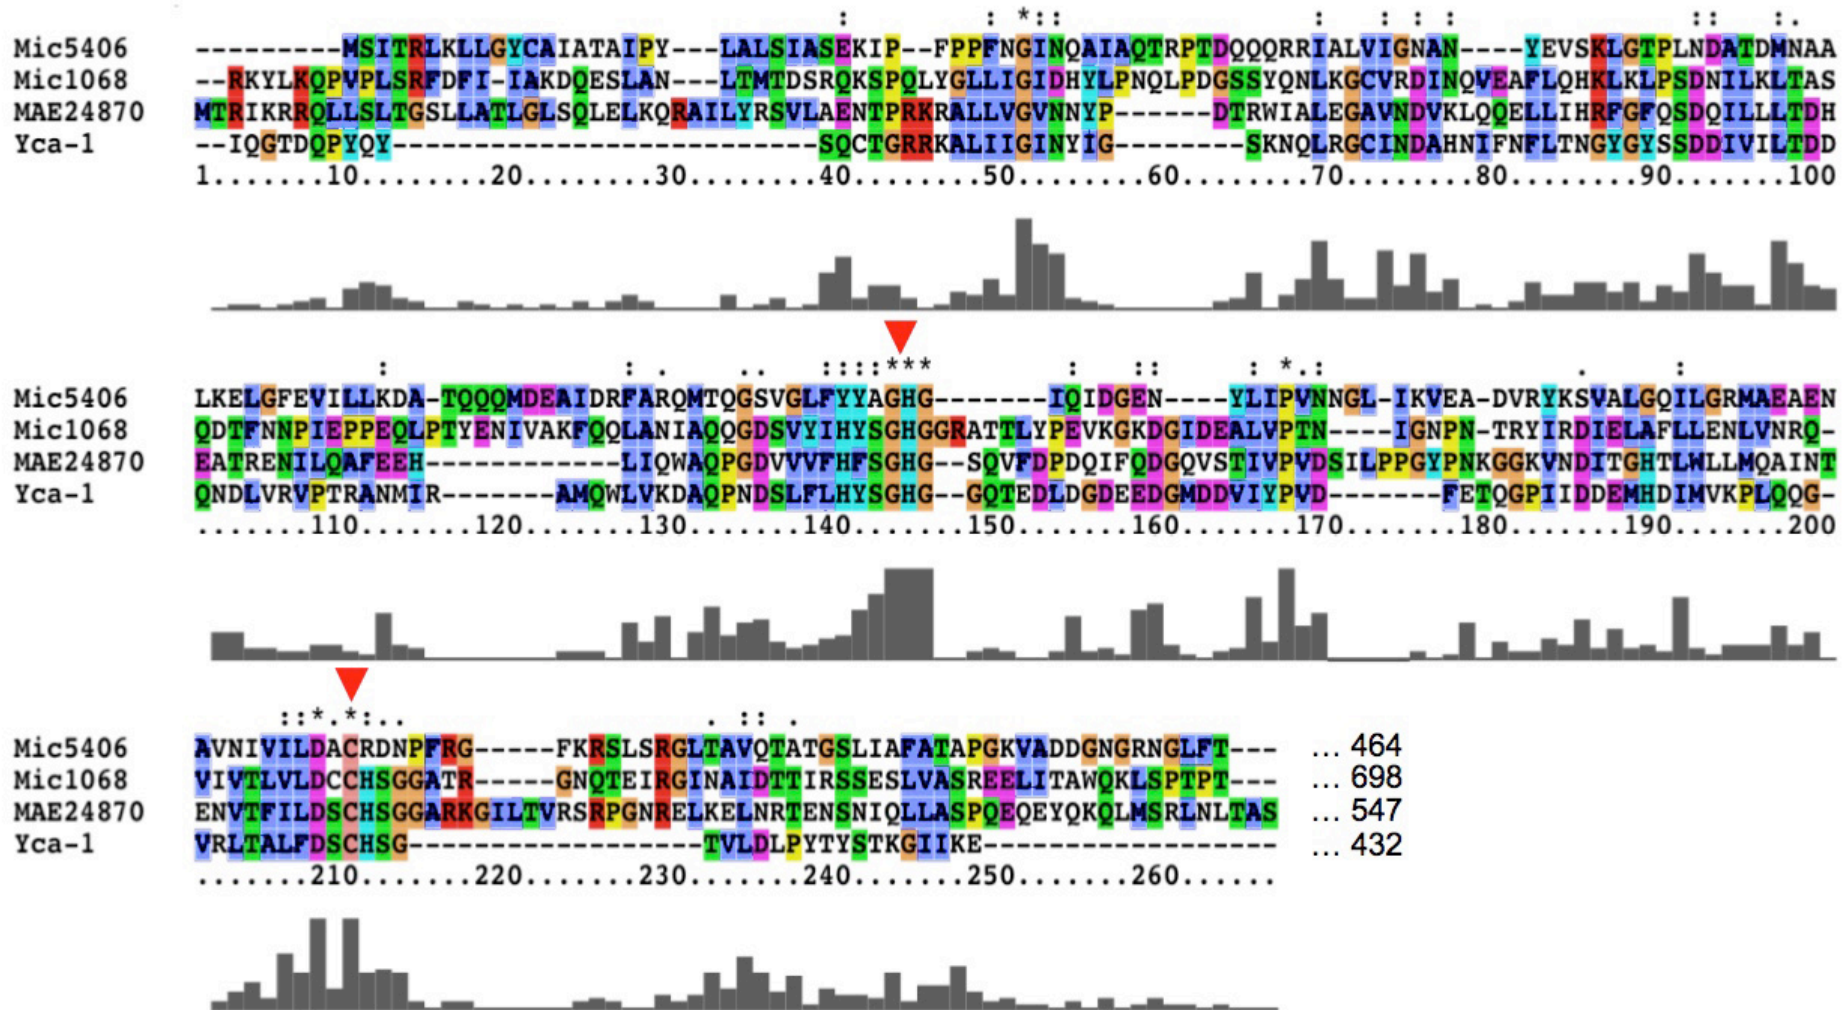 : : *:: : : : : :: :.
Mic5406 ---------MSITRLKLLGYCAIATAIPY---LALSIASEKIP--FPPFNGINQAIAQTRPTDQQQRRIALVIGNAN----YEVSKLGTPLNDATDMNAA
Mic1068 --RKYLKQPVPLSRFDFI-IAKDQESLAN---LTMTDSRQKSPQLYGLLIGIDHYLPNQLPDGSSYQNLKGCVRDINQVEAFLQHKLKLPSDNILKLTAS
MAE24870 MTRIKRRQLLSLTGSLLATLGLSQLELKQRAILYRSVLAENTPRKRALLVGVNNYP------DTRWIALEGAVNDVKLQQELLIHRFGFQSDQILLLTDH
Yca-1 --IQGTDQPYQY--------------------------SQCTGRRKALIIGINYIG--------SKNQLRGCINDAHNIFNFLTNGYGYSSDDIVILTDD
1.......10........20........30........40........50........60........70........80........90.......100
: : . .. ::::*** : :: : *.: . :
Mic5406 LKELGFEVILLKDA-TQQQMDEAIDRFARQMTQGSVGLFYYAGHG-------IQIDGEN----YLIPVNNGL-IKVEA-DVRYKSVALGQILGRMAEAEN
Mic1068 QDTFNNPIEPPEQLPTYENIVAKFQQLANIAQQGDSVYIHYSGHGGRATTLYPEVKGKDGIDEALVPTN----IGNPN-TRYIRDIELAFLLENLVNRQ-
MAE24870 EATRENILQAFEEH------------LIQWAQPGDVVVFHFSGHG--SQVFDPDQIFQDGQVSTIVPVDSILPPGYPNKGGKVNDITGHTLWLLMQAINT
Yca-1 QNDLVRVPTRANMIR-------AMQWLVKDAQPNDSLFLHYSGHG--GQTEDLDGDEEDGMDDVIYPVD-------FETQGPIIDDEMHDIMVKPLQQG-
.......110.......120.......130.......140.......150.......160.......170.......180.......190.......200
::*.*:.. . :: .
Mic5406 AVNIVILDACRDNPFRG-----FKRSLSRGLTAVQTATGSLIAFATAPGKVADDGNGRNGLFT--- ... 464
Mic1068 VIVTLVLDCCHSGGATR-----GNQTEIRGINAIDTTIRSSESLVASREELITAWQKLSPTPT--- ... 698
MAE24870 ENVTFILDSCHSGGARKGILTVRSRPGNRELKELNRTENSNIQLLASPQEQEYQKQLMSRLNLTAS ... 547
Yca-1 VRLTALFDSCHSG------------------TVLDLPYTYSTKGIIKE------------------ ... 432
.......210.......220.......230.......240.......250.......260......